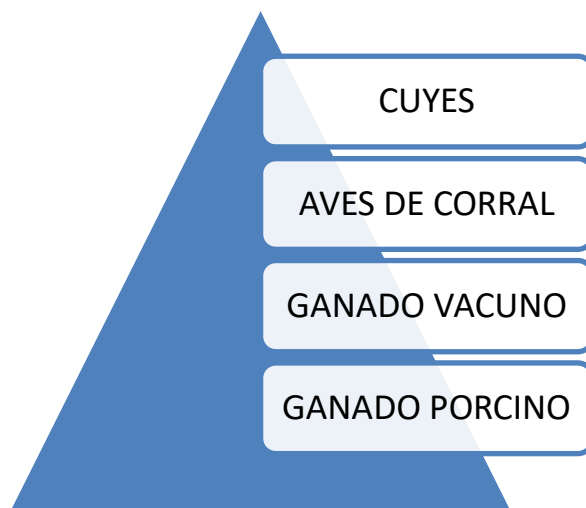 CUYES
AVES DE CORRAL
GANADO VACUNO
GANADO PORCINO